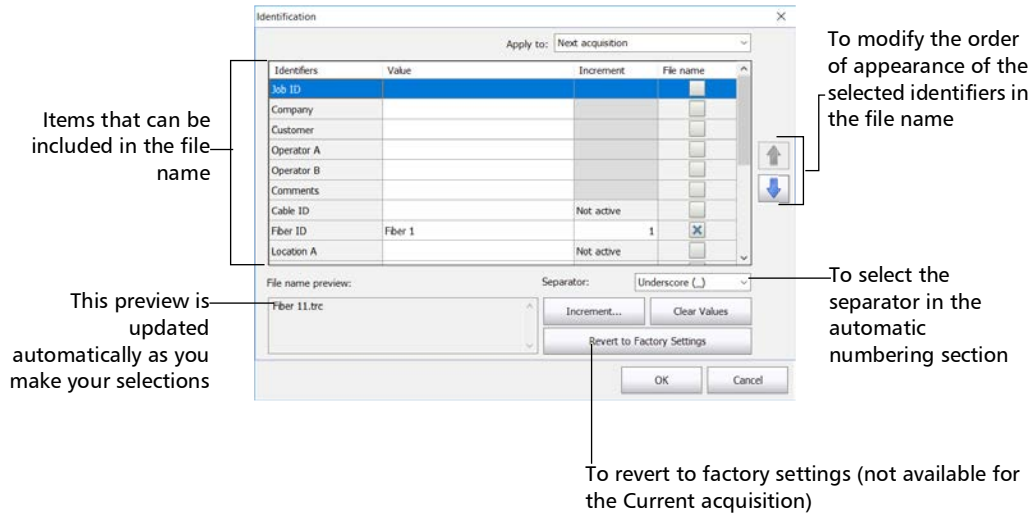 Identification
Apply to: Next acquisition
Identifiers Value Increment File name
Job ID
Company
Customer
Operator A
Operator B
Comments
Cable ID Not active
Fiber ID Fiber 1 1
Location A Not active
File name preview:
Separator: Underscore (_)
Fiber 11.trc
Increment... Clear Values
Revert to Factory Settings
OK Cancel
Items that can be
included in the file
name
This preview is
updated
automatically as you
make your selections
To modify the order
of appearance of the
selected identifiers in
the file name
To select the
separator in the
automatic
numbering section
To revert to factory settings (not available for
the Current acquisition)